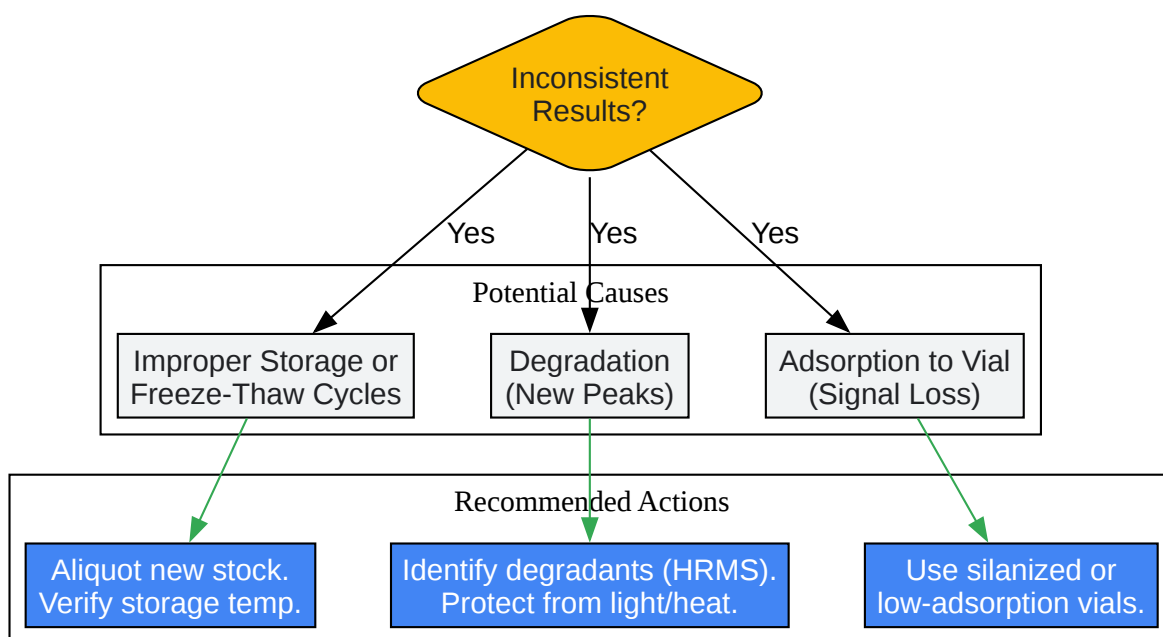 Inconsistent
Results?
Yes
Yes
Yes
Potential Causes
Improper Storage or
Freeze-Thaw Cycles
Degradation
(New Peaks)
Adsorption to Vial
(Signal Loss)
Recommended Actions
Aliquot new stock.
Verify storage temp.
Identify degradants (HRMS).
Protect from light/heat.
Use silanized or
low-adsorption vials.